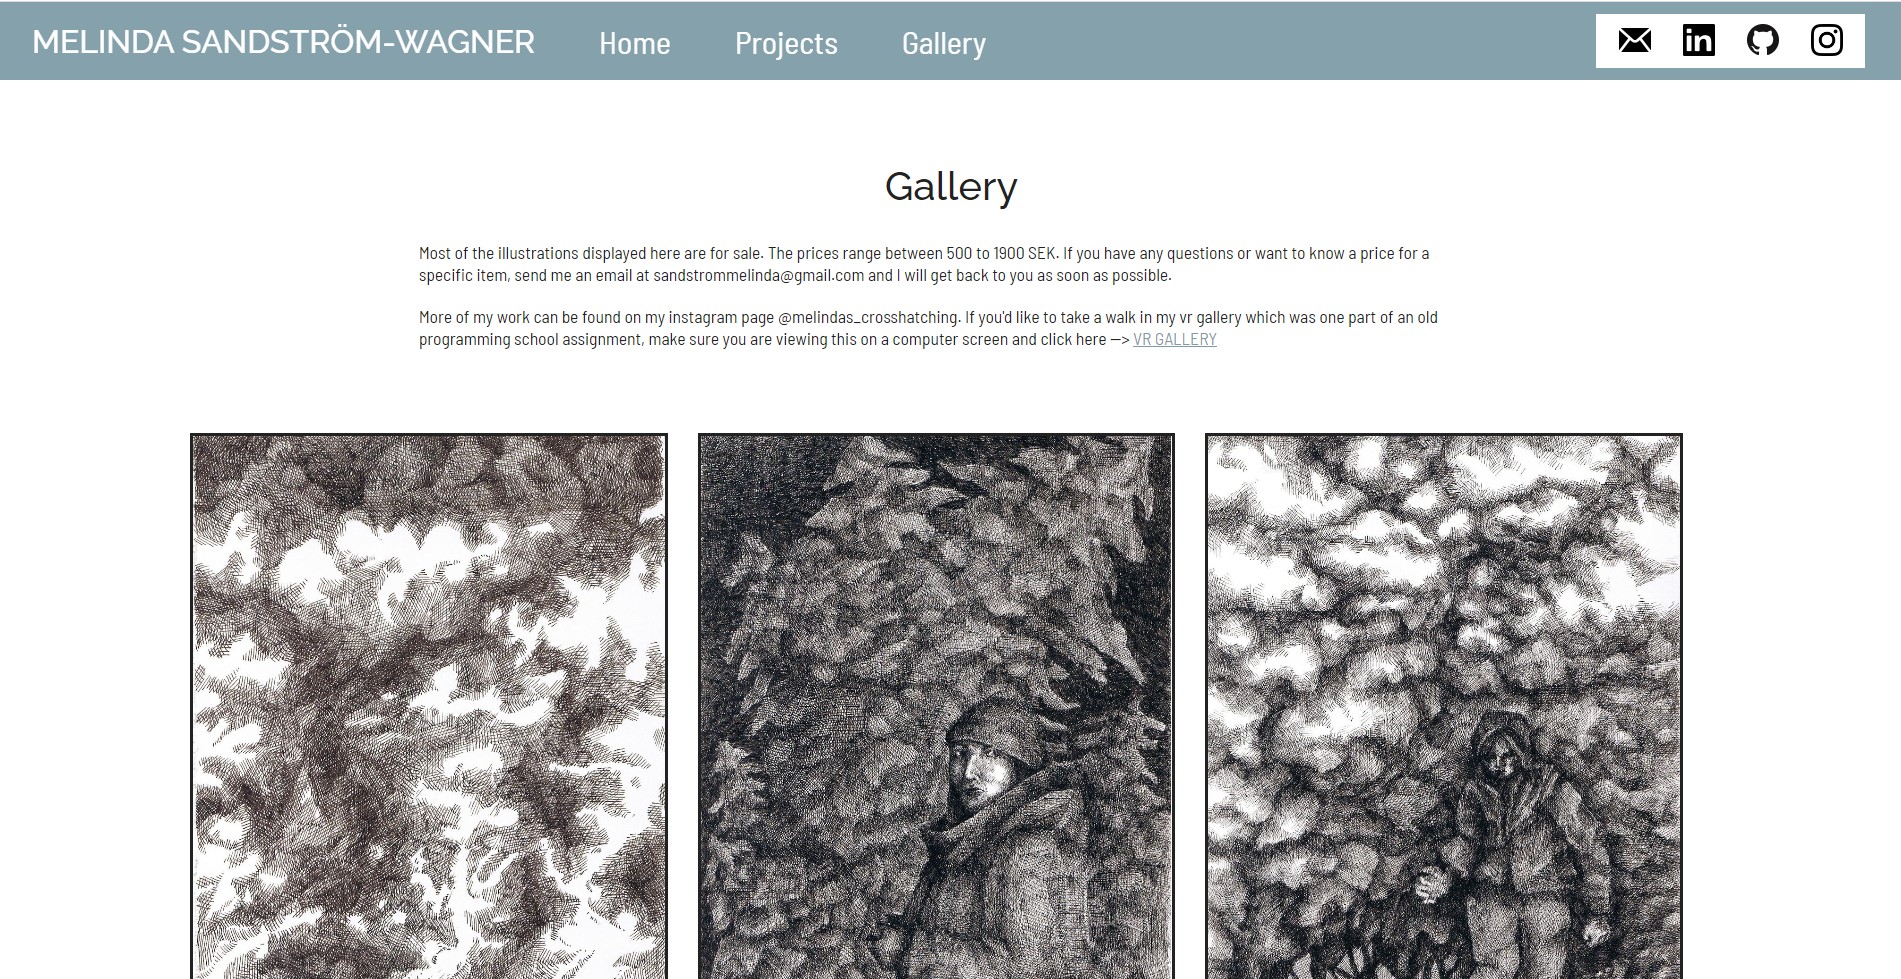 MELINDA SANDSTRÖM-WAGNER Home Projects Gallery
Gallery
Most of the illustrations displayed here are for sale. The prices range between 500 to 1900 SEK. If you have any questions or want to know a price for a
specific item, send me an email at sandstrommelinda@gmail.com and I will get back to you as soon as possible.
More of my work can be found on my instagram page @melindas_crosshatching. If you'd like to take a walk in my vr gallery which was one part of an old
programming school assignment, make sure you are viewing this on a computer screen and click here —> VR GALLERY